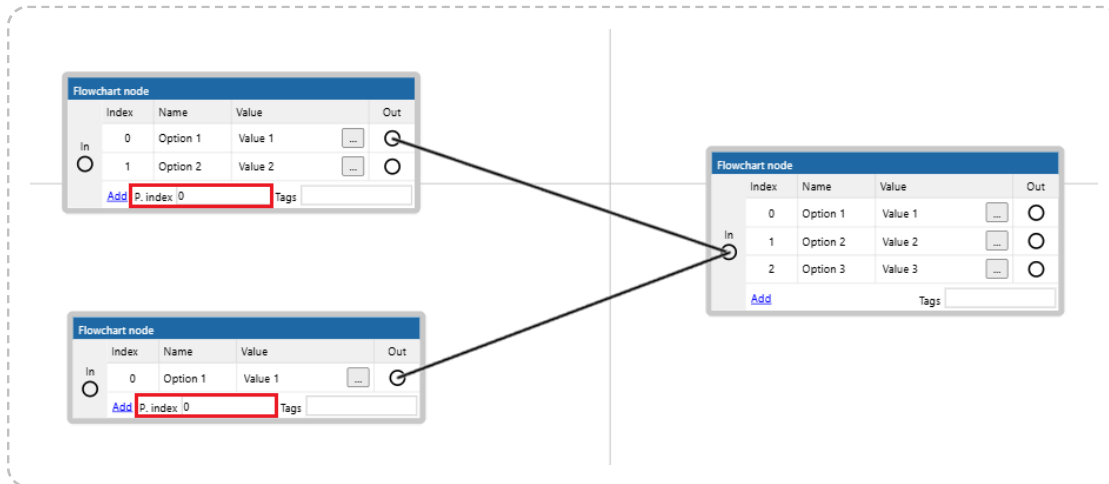 Flowchart node
Index Name Value Out
In
0 Option 1 Value 1 ...
1 Option 2 Value 2 ...
Add P. index 0 Tags
Flowchart node
Index Name Value Out
In
0 Option 1 Value 1 ...
1 Option 2 Value 2 ...
2 Option 3 Value 3 ...
Add Tags
Flowchart node
Index Name Value Out
In
0 Option 1 Value 1 ...
Add P. index 0 Tags